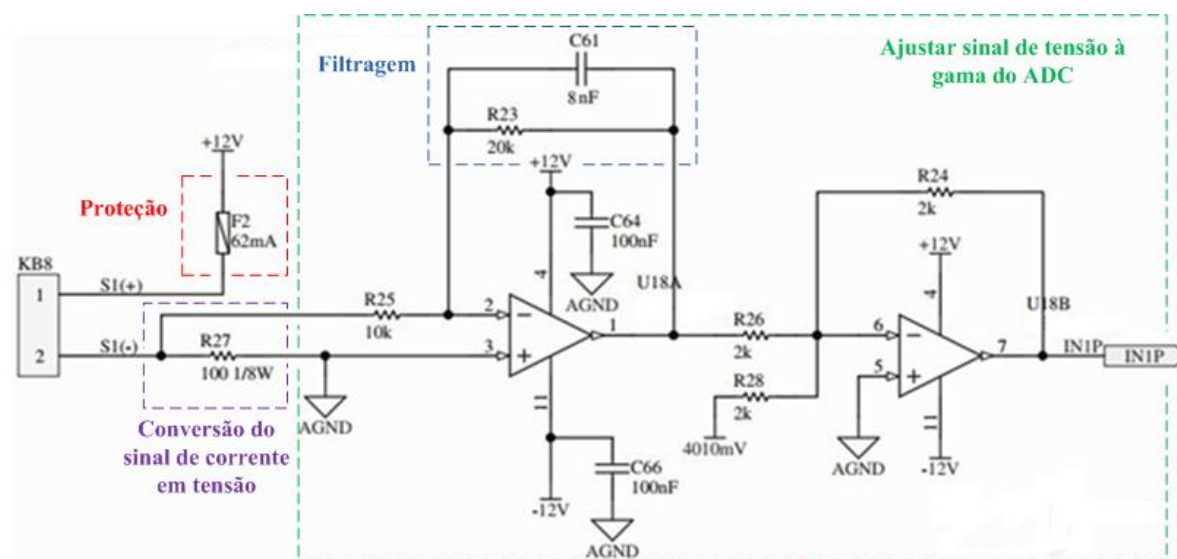 C61
8nF
Filtragem
R23
20k
Ajustar sinal de tensão à
gama do ADC
+12V
Proteção
F2
62mA
KB8
1
S1(+)
2
S1(-)
R27
100 1/8W
AGND
Conversão do
sinal de corrente
em tensão
R25
10k
+12V
C64
100nF
AGND
4
U18A
2
3
1
11
C66
100nF
-12V
AGND
R26
2k
R28
2k
4010mV
R24
2k
+12V
4
U18B
6
5
7
AGND
11
-12V
IN1P
IN1P